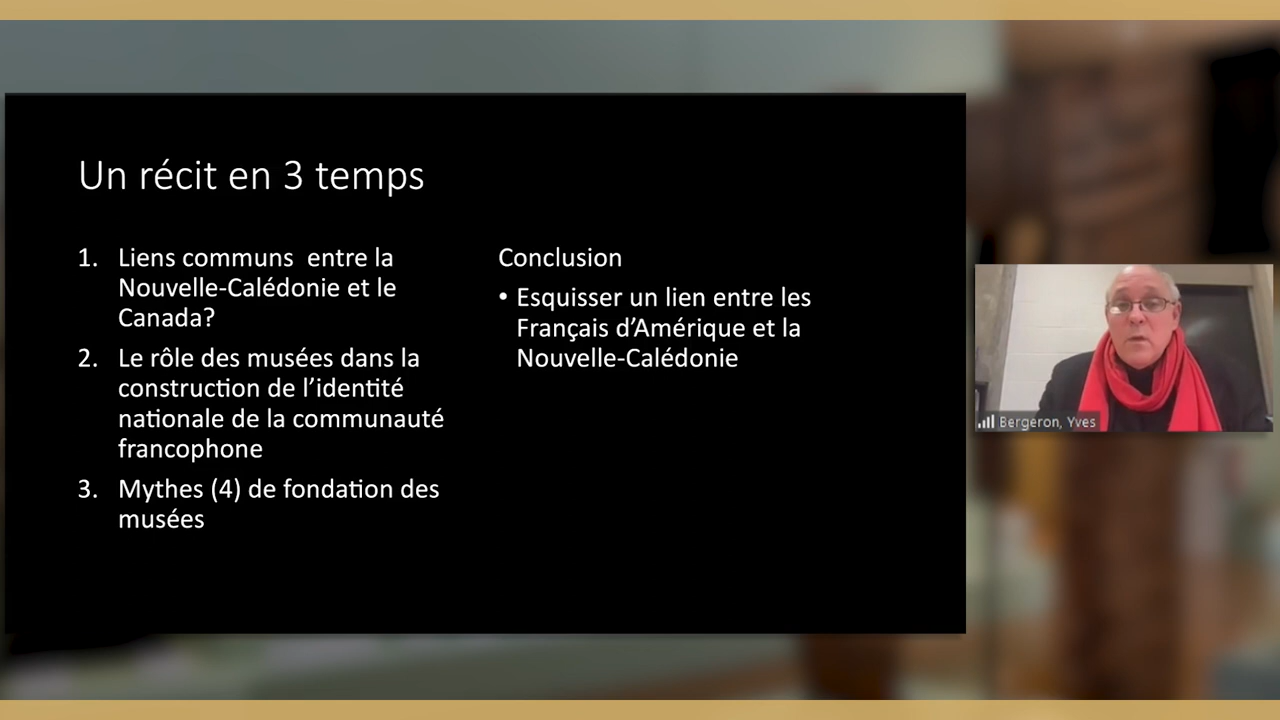 Un récit en 3 temps
1. Liens communs entre la
Nouvelle-Calédonie et le
Canada?
2. Le rôle des musées dans la
construction de l’identité
nationale de la communauté
francophone
3. Mythes (4) de fondation des
musées
Conclusion
• Esquisser un lien entre les
Français d’Amérique et la
Nouvelle-Calédonie
Bergeron, Yves